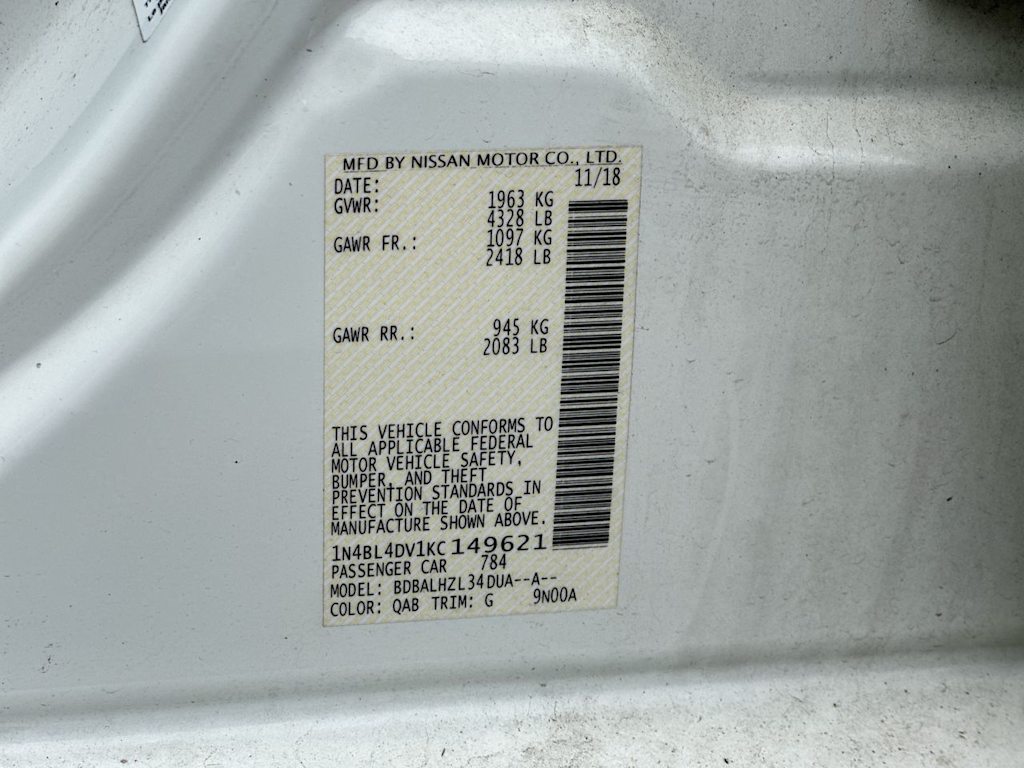 MFD BY NISSAN MOTOR CO., LTD.
DATE: 11/18
GVWR: 1963 KG
4328 LB
GAWR FR.: 1097 KG
2418 LB
GAWR RR.: 945 KG
2083 LB
THIS VEHICLE CONFORMS TO
ALL APPLICABLE FEDERAL
MOTOR VEHICLE SAFETY,
BUMPER, AND THEFT
PREVENTION STANDARDS IN
EFFECT ON THE DATE OF
MANUFACTURE SHOWN ABOVE.
1N4BL4DV1KC149621
PASSENGER CAR 784
MODEL: BDBALHZL34DUA--A--
COLOR: QAB TRIM: G 9N00A